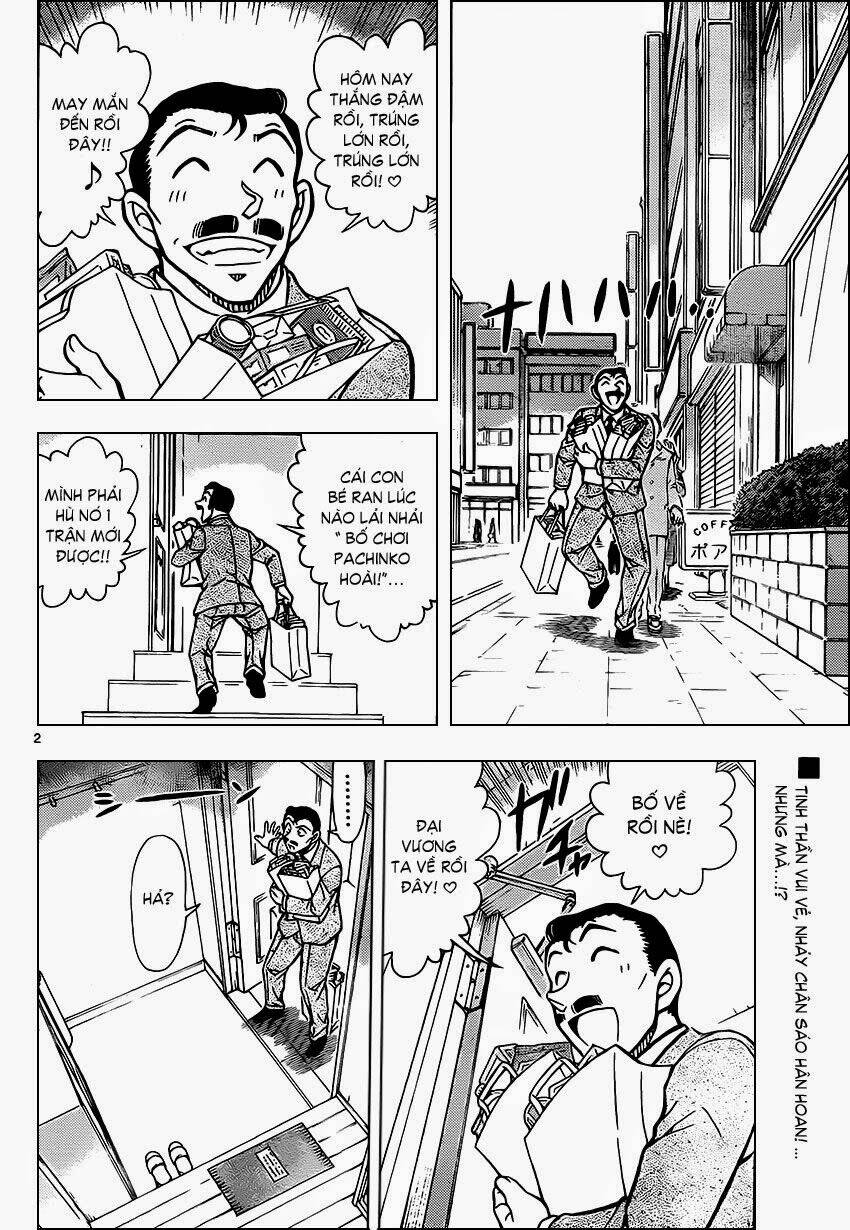 ナハハハ...
COFF
ポア
HÔM NAY
THẮNG ĐẬM
RỒI, TRÚNG
LỚN RỒI,
TRÚNG LỚN
RỒI! ♡
MAY MẮN
ĐẾN RỒI
ĐÂY!!
♪
CÁI CON
BÉ RAN LÚC
NÀO LẢI NHẢI
“ BỐ CHƠI
PACHINKO
HOÀI!”...
MÌNH PHẢI
HÙ NÓ 1
TRẬN MỚI
ĐƯỢC!!
2
TINH THẦN VUI VẺ, NHẢY CHÂN SÁO HÂN HOAN! ...
NHƯNG MÀ...!?
BỐ VỀ
RỒI NÈ!
♡
ĐẠI
VƯƠNG
TA VỀ RỒI
ĐÂY! ♡
........
HẢ?